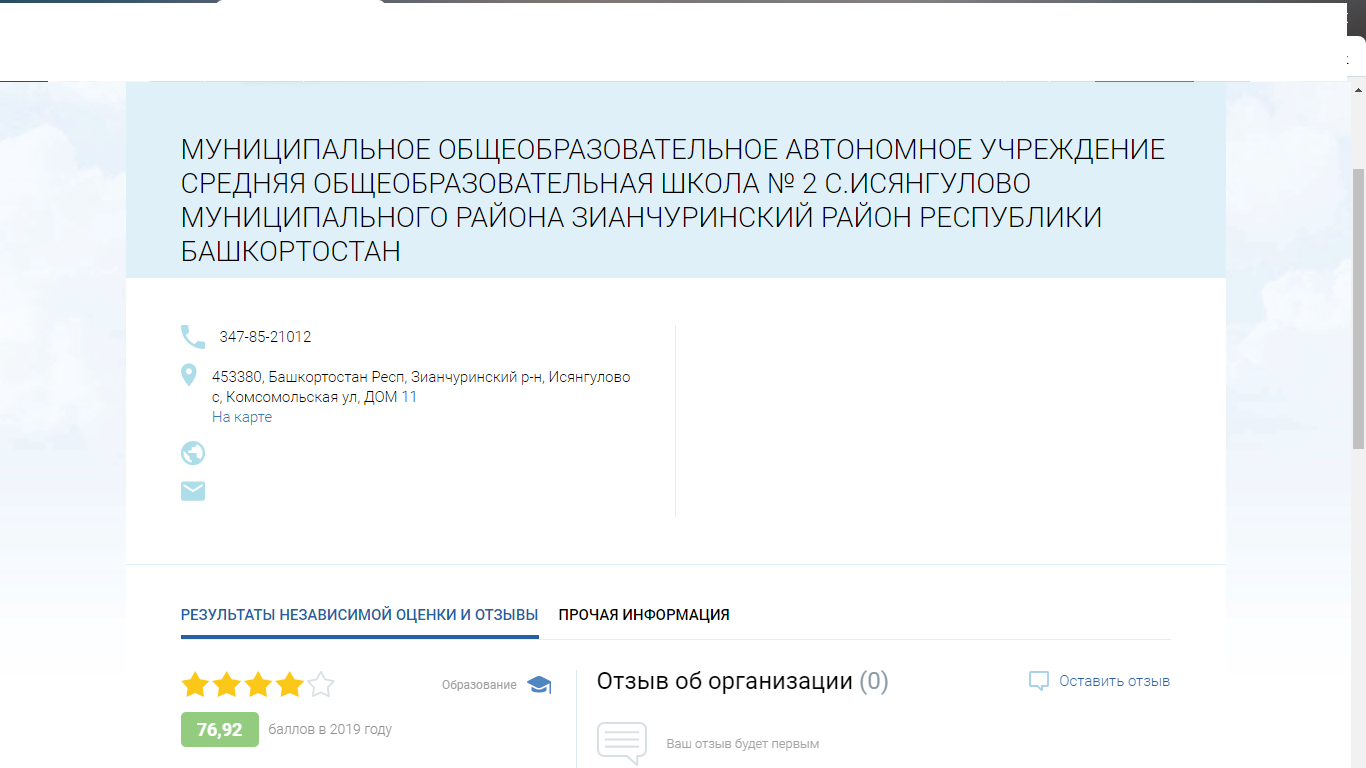 МУНИЦИПАЛЬНОЕ ОБЩЕОБРАЗОВАТЕЛЬНОЕ АВТОНОМНОЕ УЧРЕЖДЕНИЕ
СРЕДНЯЯ ОБЩЕОБРАЗОВАТЕЛЬНАЯ ШКОЛА № 2 С.ИСЯНГУЛОВО
МУНИЦИПАЛЬНОГО РАЙОНА ЗИАНЧУРИНСКИЙ РАЙОН РЕСПУБЛИКИ
БАШКОРТОСТАН
347-85-21012
453380, Башкортостан Респ, Зианчуринский р-н, Исянгулово
с, Комсомольская ул, ДОМ 11
На карте
РЕЗУЛЬТАТЫ НЕЗАВИСИМОЙ ОЦЕНКИ И ОТЗЫВЫ
ПРОЧАЯ ИНФОРМАЦИЯ
Образование
76,92 баллов в 2019 году
Отзыв об организации (0)
Оставить отзыв
Ваш отзыв будет первым